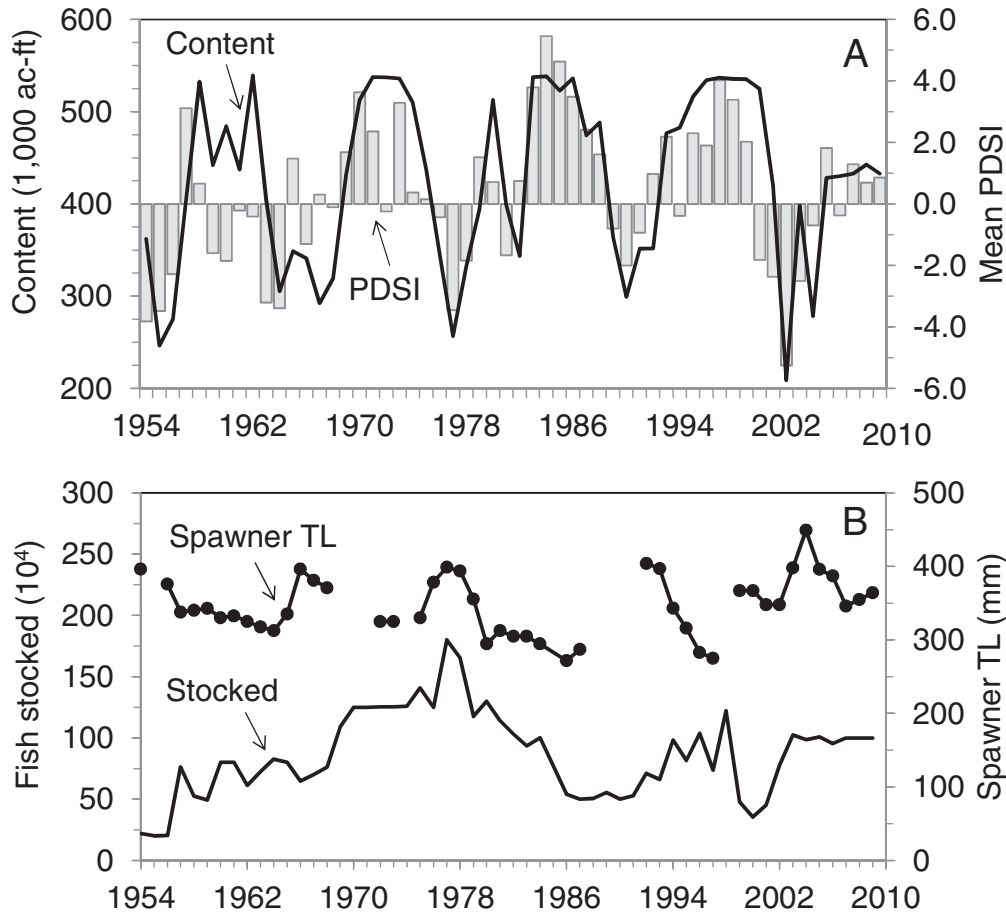 600
500
400
300
200
Content (1,000 ac-ft)
Content
PDSI
A
6.0
4.0
2.0
0.0
-2.0
-4.0
-6.0
Mean PDSI
1954 1962 1970 1978 1986 1994 2002 2010
300
250
200
150
100
50
0
Fish stocked (10⁴)
Spawner TL
Stocked
B
500
400
300
200
100
0
Spawner TL (mm)
1954 1962 1970 1978 1986 1994 2002 2010